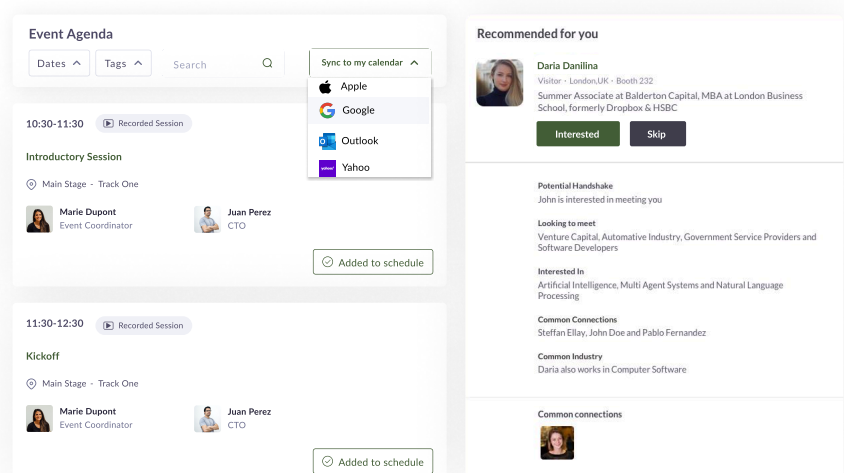 Event Agenda
Dates
Tags
Search
Sync to my calendar
Apple
Google
Outlook
Yahoo
10:30-11:30
Recorded Session
Introductory Session
Main Stage - Track One
Marie Dupont
Event Coordinator
Juan Perez
CTO
Added to schedule
11:30-12:30
Recorded Session
Kickoff
Main Stage - Track One
Marie Dupont
Event Coordinator
Juan Perez
CTO
Added to schedule
Recommended for you
Daria Danilina
Visitor · London,UK · Booth 232
Summer Associate at Balderton Capital, MBA at London Business
School, formerly Dropbox & HSBC
Interested
Skip
Potential Handshake
John is interested in meeting you
Looking to meet
Venture Capital, Automative Industry, Government Service Providers and
Software Developers
Interested In
Artificial Intelligence, Multi Agent Systems and Natural Language
Processing
Common Connections
Steffan Ellay, John Doe and Pablo Fernandez
Common Industry
Daria also works in Computer Software
Common connections